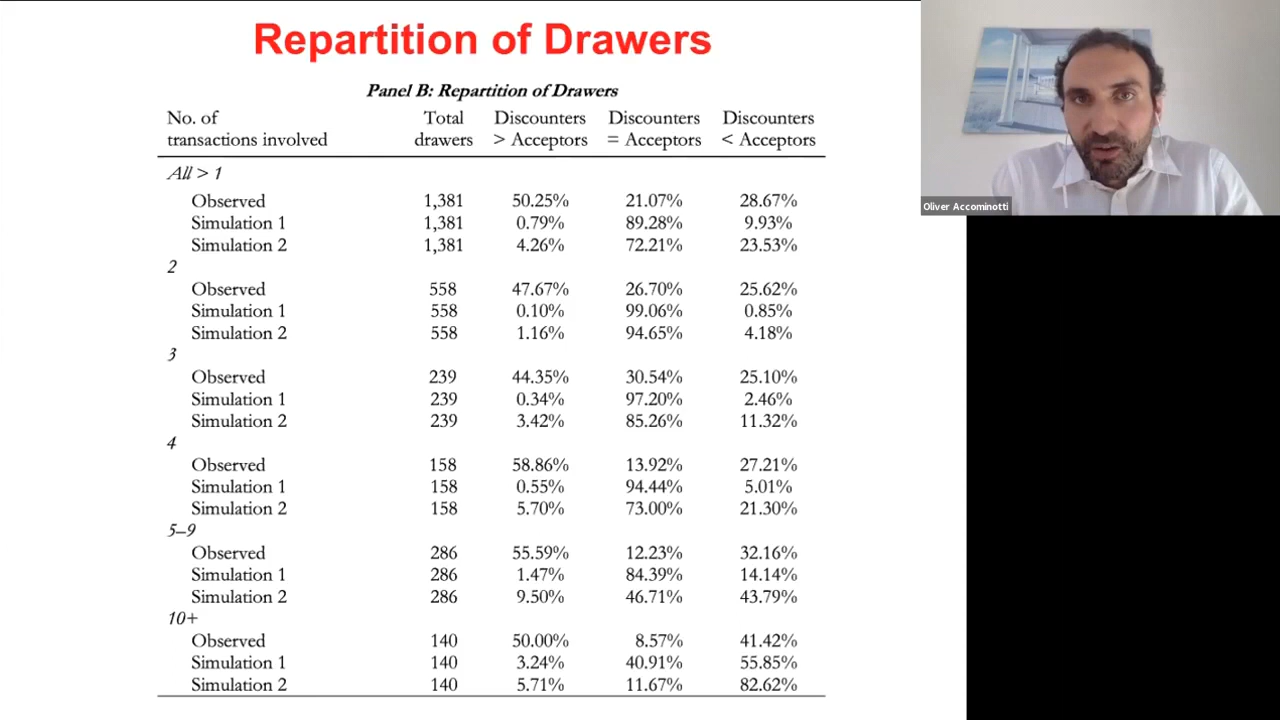 Repartition of Drawers
Panel B: Repartition of Drawers
No. of transactions involved Total drawers Discounters > Acceptors Discounters = Acceptors Discounters < Acceptors
All > 1
Observed 1,381 50.25% 21.07% 28.67%
Simulation 1 1,381 0.79% 89.28% 9.93%
Simulation 2 1,381 4.26% 72.21% 23.53%
2
Observed 558 47.67% 26.70% 25.62%
Simulation 1 558 0.10% 99.06% 0.85%
Simulation 2 558 1.16% 94.65% 4.18%
3
Observed 239 44.35% 30.54% 25.10%
Simulation 1 239 0.34% 97.20% 2.46%
Simulation 2 239 3.42% 85.26% 11.32%
4
Observed 158 58.86% 13.92% 27.21%
Simulation 1 158 0.55% 94.44% 5.01%
Simulation 2 158 5.70% 73.00% 21.30%
5–9
Observed 286 55.59% 12.23% 32.16%
Simulation 1 286 1.47% 84.39% 14.14%
Simulation 2 286 9.50% 46.71% 43.79%
10+
Observed 140 50.00% 8.57% 41.42%
Simulation 1 140 3.24% 40.91% 55.85%
Simulation 2 140 5.71% 11.67% 82.62%
Oliver Accominotti